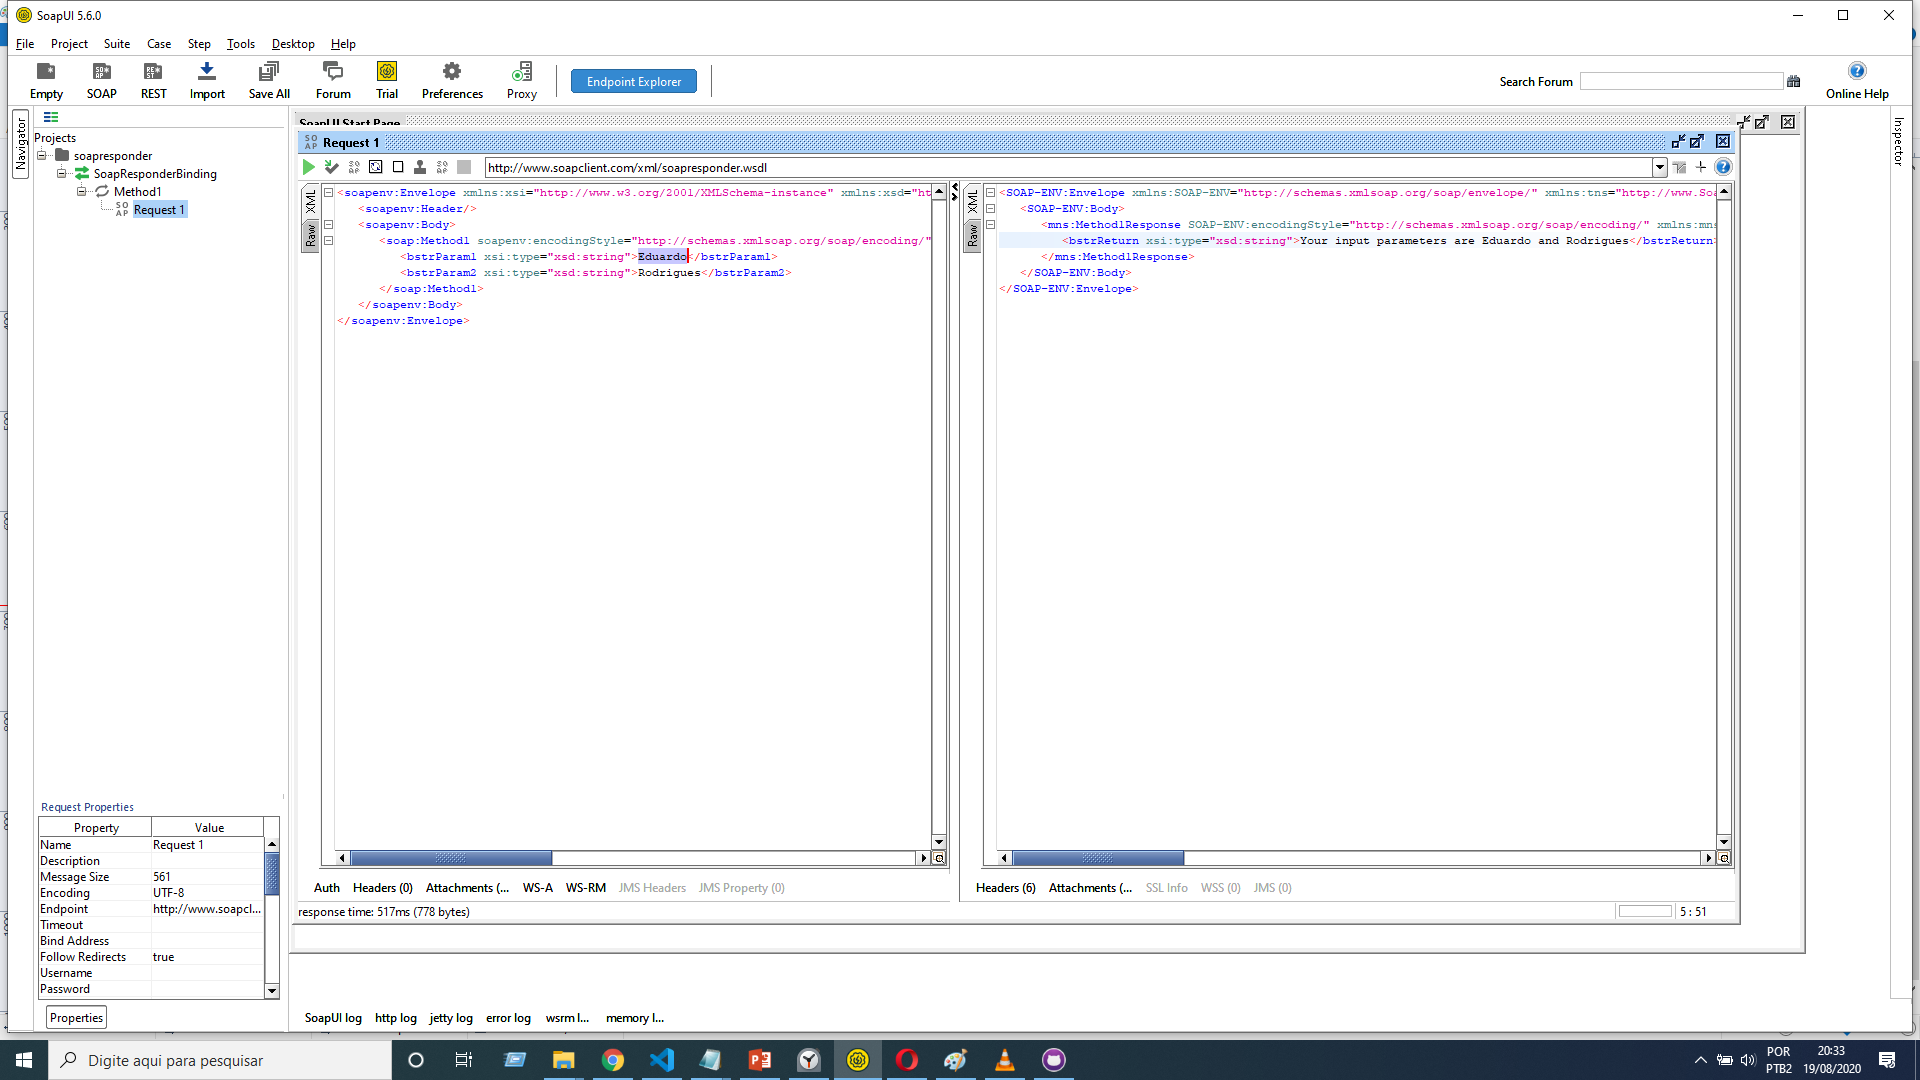 SoapUI 5.6.0
File Project Suite Case Step Tools Desktop Help
Empty SOAP REST Import Save All Forum Trial Preferences Proxy Endpoint Explorer Search Forum Online Help
Navigator
Projects
soapresponder
SoapResponderBinding
Method1
SO AP Request 1
SoapUI Start Page
SO AP Request 1
http://www.soapclient.com/xml/soapresponder.wsdl
XML
Raw
<soapenv:Envelope xmlns:xsi="http://www.w3.org/2001/XMLSchema-instance" xmlns:xsd="ht
<soapenv:Header/>
<soapenv:Body>
<soap:Method1 soapenv:encodingStyle="http://schemas.xmlsoap.org/soap/encoding/"
<bstrParam1 xsi:type="xsd:string">Eduardo</bstrParam1>
<bstrParam2 xsi:type="xsd:string">Rodrigues</bstrParam2>
</soap:Method1>
</soapenv:Body>
</soapenv:Envelope>
Auth Headers (0) Attachments (... WS-A WS-RM JMS Headers JMS Property (0)
XML
Raw
<SOAP-ENV:Envelope xmlns:SOAP-ENV="http://schemas.xmlsoap.org/soap/envelope/" xmlns:tns="http://www.Soa
<SOAP-ENV:Body>
<mns:Method1Response SOAP-ENV:encodingStyle="http://schemas.xmlsoap.org/soap/encoding/" xmlns:mns
<bstrReturn xsi:type="xsd:string">Your input parameters are Eduardo and Rodrigues</bstrReturn>
</mns:Method1Response>
</SOAP-ENV:Body>
</SOAP-ENV:Envelope>
Headers (6) Attachments (... SSL Info WSS (0) JMS (0)
response time: 517ms (778 bytes)
5 : 51
Inspector
Request Properties
Property Value
Name Request 1
Description
Message Size 561
Encoding UTF-8
Endpoint http://www.soapcl...
Timeout
Bind Address
Follow Redirects true
Username
Password
Properties
SoapUI log http log jetty log error log wsrm l... memory l...
Digite aqui para pesquisar
POR
PTB2
20:33
19/08/2020